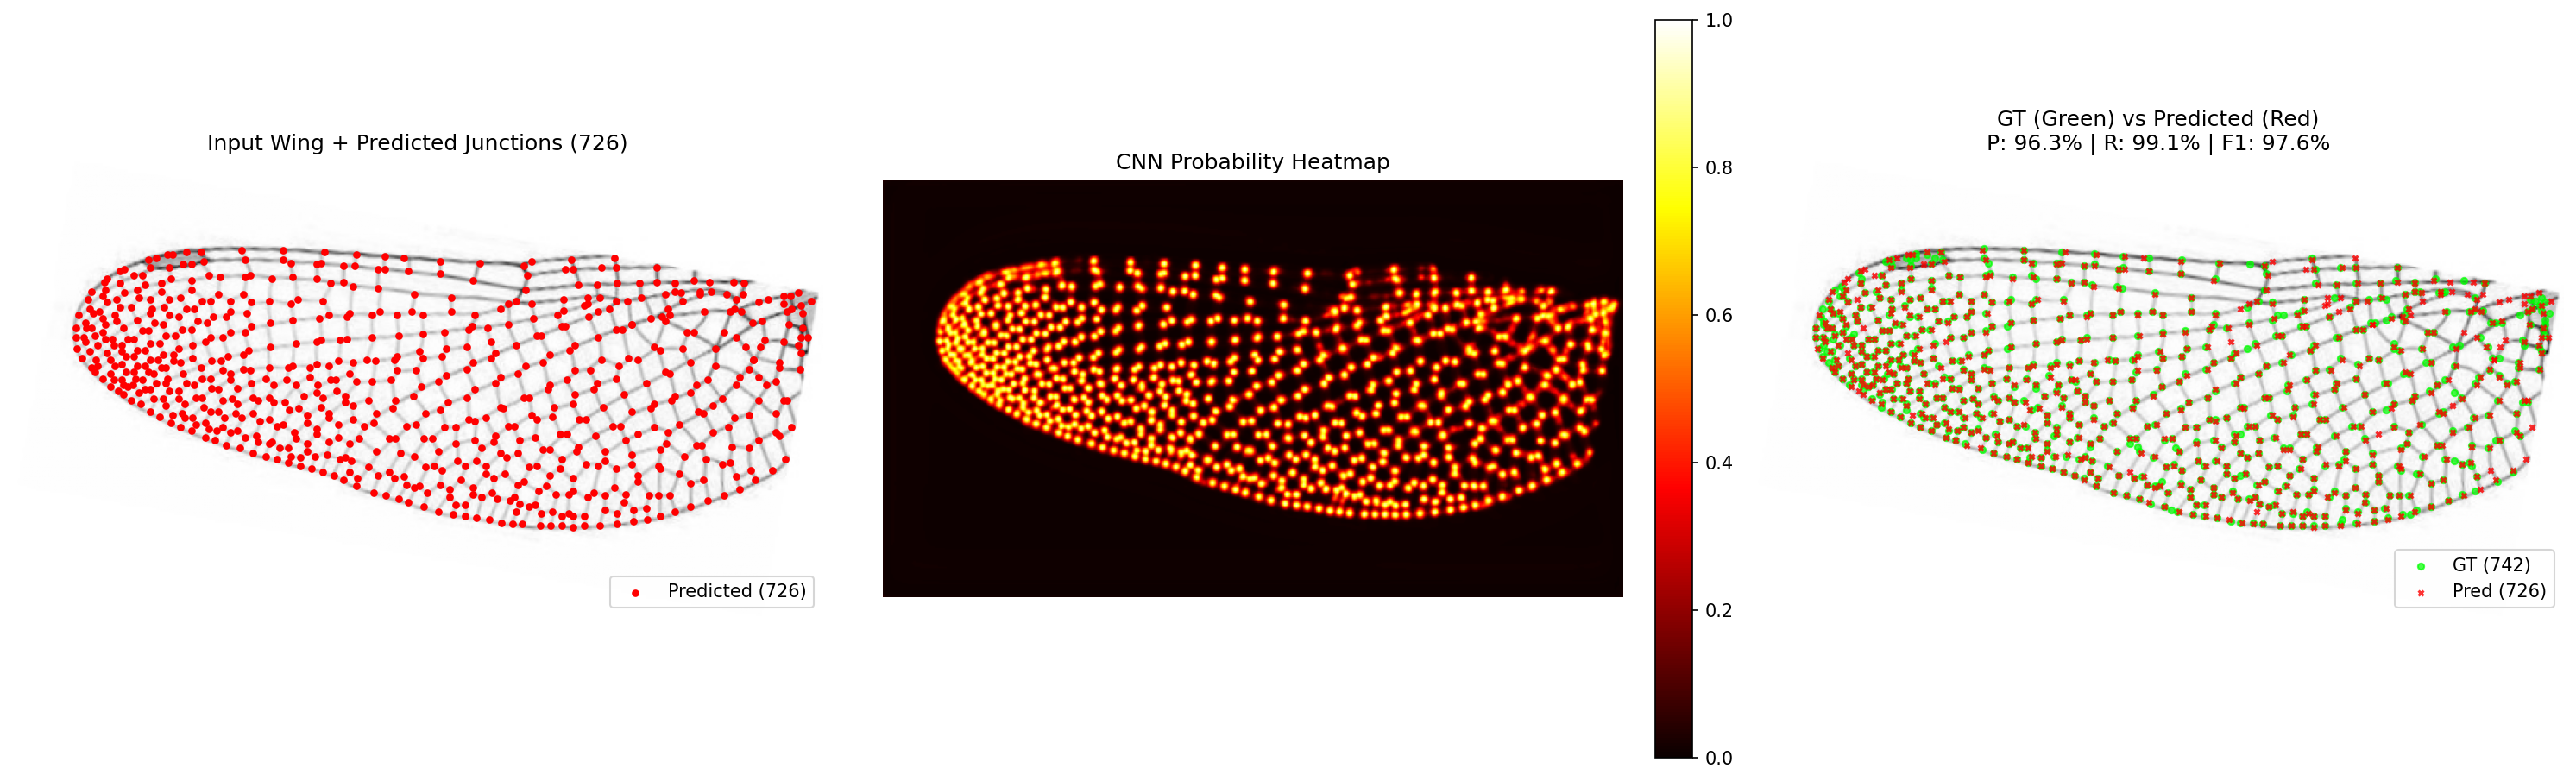 Input Wing + Predicted Junctions (726)
Predicted (726)
CNN Probability Heatmap
1.0
0.8
0.6
0.4
0.2
0.0
GT (Green) vs Predicted (Red)
P: 96.3% | R: 99.1% | F1: 97.6%
GT (742)
Pred (726)